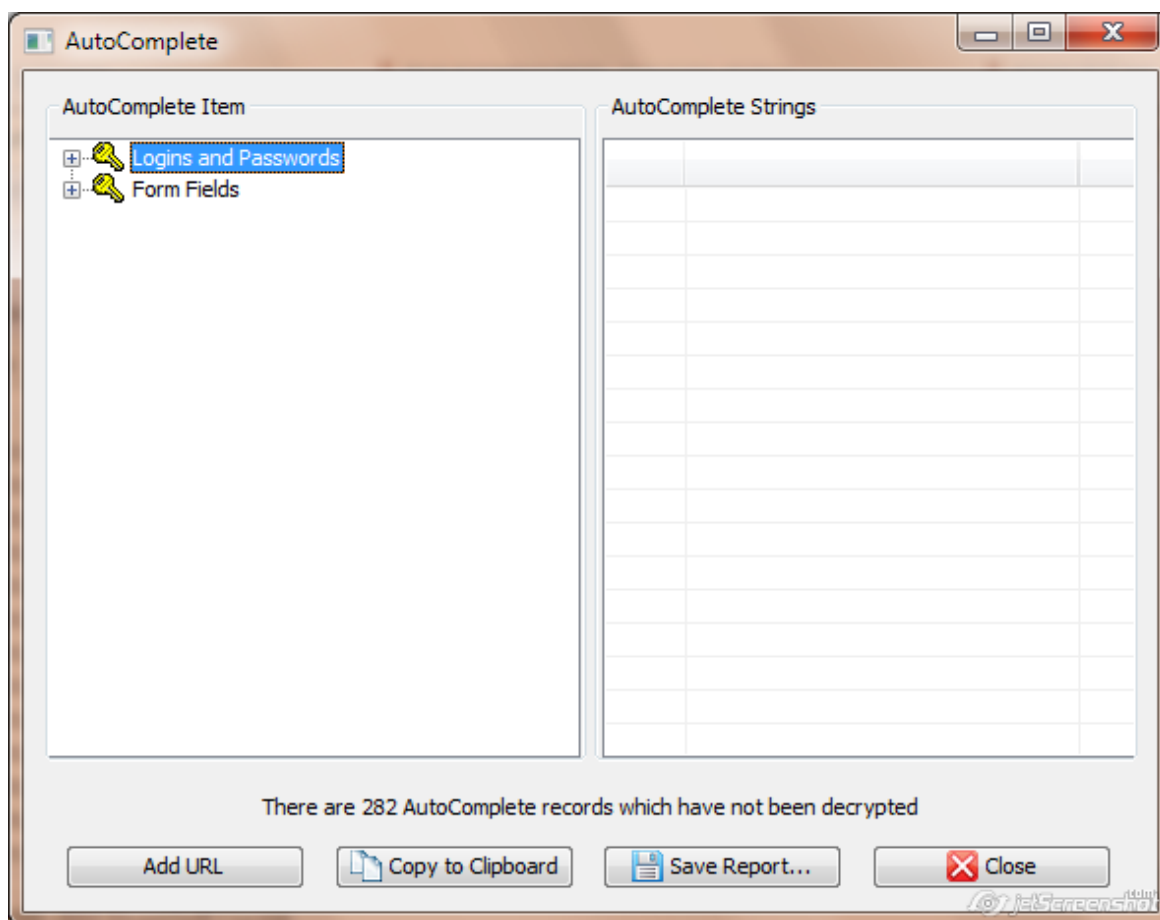 AutoComplete
AutoComplete Item
AutoComplete Strings
Logins and Passwords
Form Fields
There are 282 AutoComplete records which have not been decrypted
Add URL
Copy to Clipboard
Save Report...
Close
jetScreenshot.com